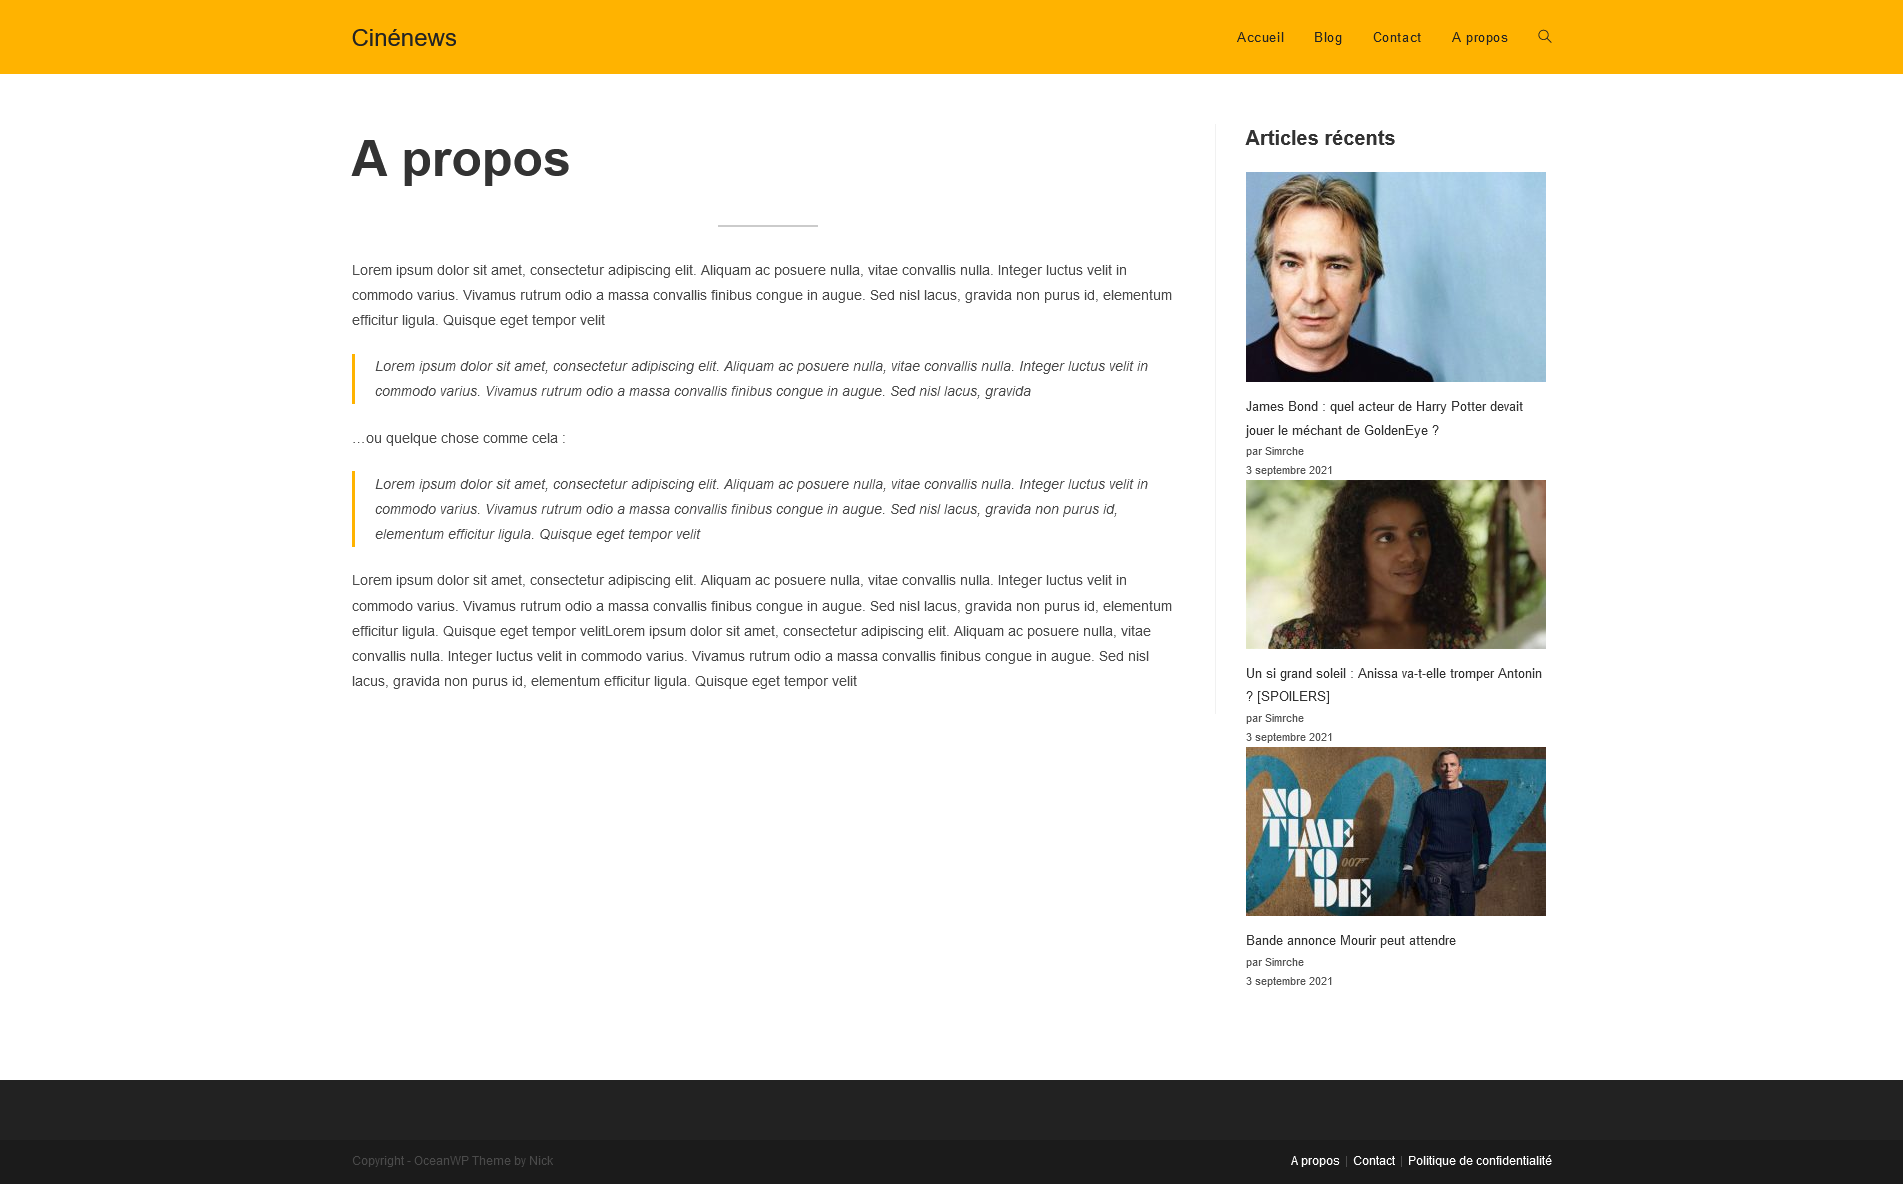 Cinénews
Accueil
Blog
Contact
A propos
A propos
Lorem ipsum dolor sit amet, consectetur adipiscing elit. Aliquam ac posuere nulla, vitae convallis nulla. Integer luctus velit in
commodo varius. Vivamus rutrum odio a massa convallis finibus congue in augue. Sed nisl lacus, gravida non purus id, elementum
efficitur ligula. Quisque eget tempor velit
Lorem ipsum dolor sit amet, consectetur adipiscing elit. Aliquam ac posuere nulla, vitae convallis nulla. Integer luctus velit in
commodo varius. Vivamus rutrum odio a massa convallis finibus congue in augue. Sed nisl lacus, gravida
…ou quelque chose comme cela :
Lorem ipsum dolor sit amet, consectetur adipiscing elit. Aliquam ac posuere nulla, vitae convallis nulla. Integer luctus velit in
commodo varius. Vivamus rutrum odio a massa convallis finibus congue in augue. Sed nisl lacus, gravida non purus id,
elementum efficitur ligula. Quisque eget tempor velit
Lorem ipsum dolor sit amet, consectetur adipiscing elit. Aliquam ac posuere nulla, vitae convallis nulla. Integer luctus velit in
commodo varius. Vivamus rutrum odio a massa convallis finibus congue in augue. Sed nisl lacus, gravida non purus id, elementum
efficitur ligula. Quisque eget tempor velitLorem ipsum dolor sit amet, consectetur adipiscing elit. Aliquam ac posuere nulla, vitae
convallis nulla. Integer luctus velit in commodo varius. Vivamus rutrum odio a massa convallis finibus congue in augue. Sed nisl
lacus, gravida non purus id, elementum efficitur ligula. Quisque eget tempor velit
Articles récents
James Bond : quel acteur de Harry Potter devait
jouer le méchant de GoldenEye ?
par Simrche
3 septembre 2021
Un si grand soleil : Anissa va-t-elle tromper Antonin
? [SPOILERS]
par Simrche
3 septembre 2021
007
NO
TIME
TO
007
DIE
Bande annonce Mourir peut attendre
par Simrche
3 septembre 2021
Copyright - OceanWP Theme by Nick
A propos | Contact | Politique de confidentialité